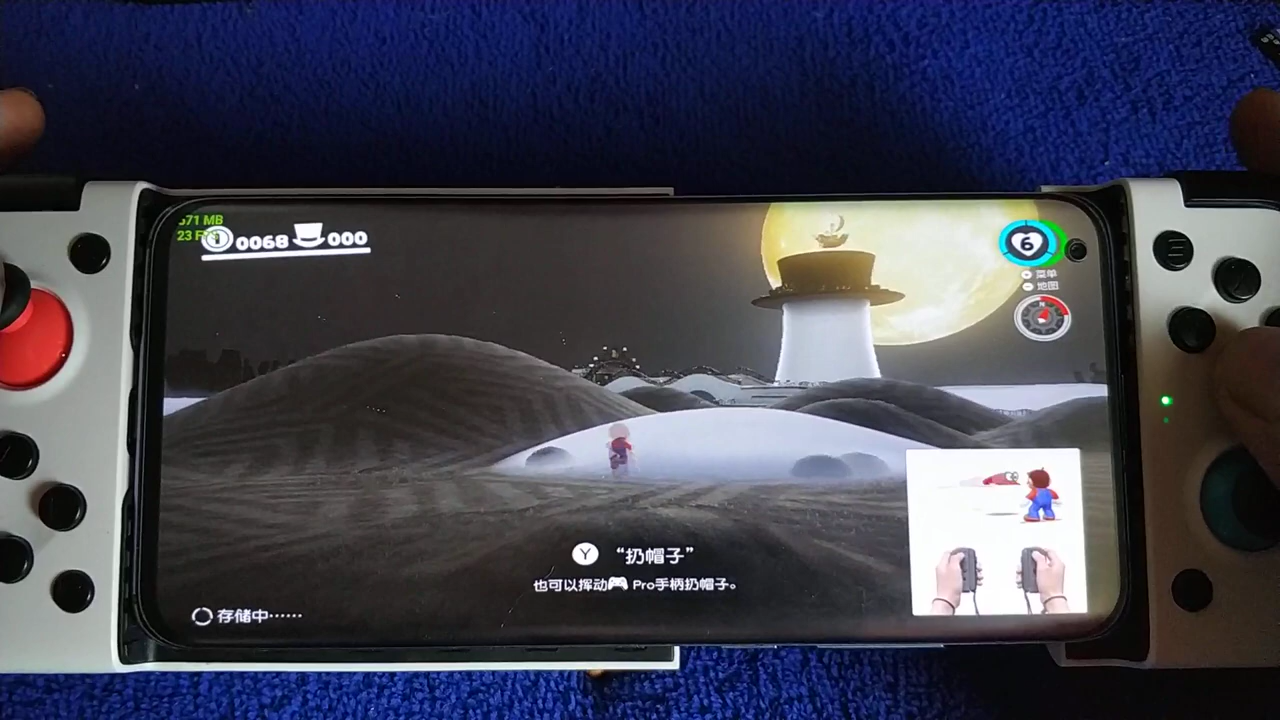 571 MB
23 FPS
0068 000
6
菜单
地图
N
Y “扔帽子”
也可以挥动 Pro手柄扔帽子。
存储中……